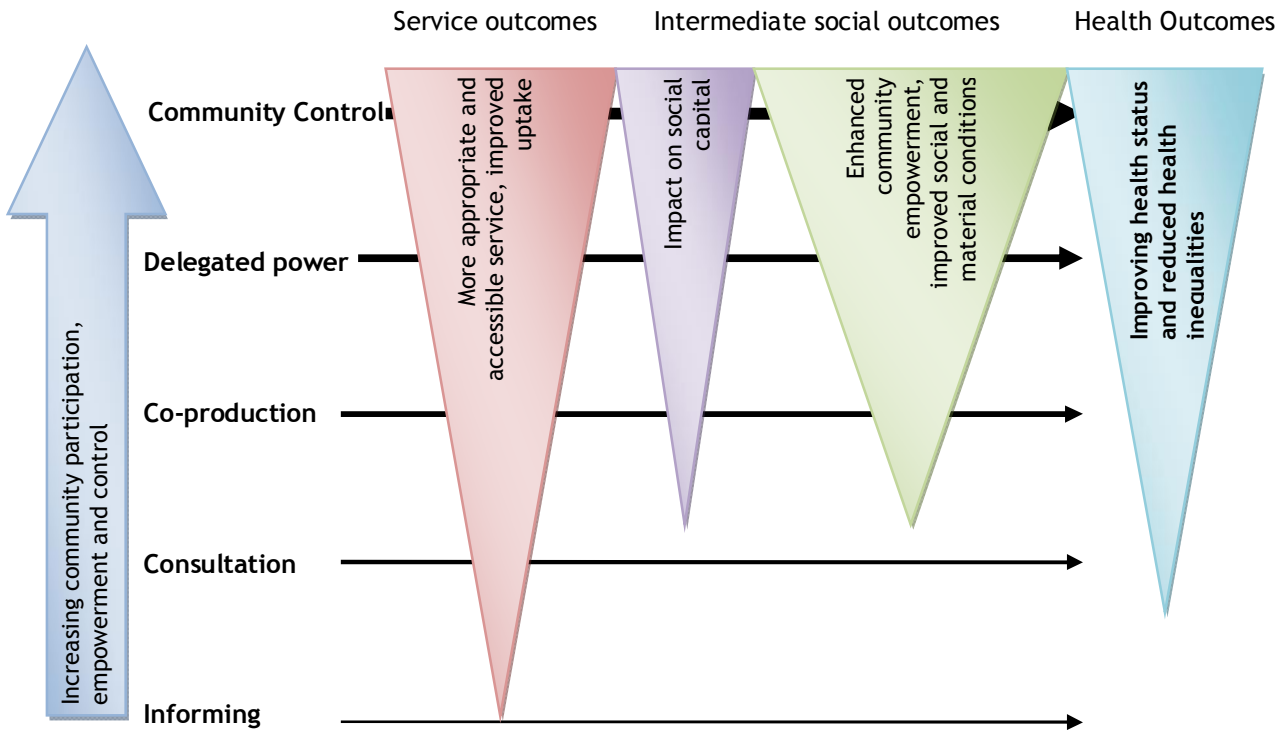 Service outcomes
Intermediate social outcomes
Health Outcomes
Community Control
Delegated power
Co-production
Consultation
Informing
Increasing community participation,
empowerment and control
More appropriate and
accessible service, improved
uptake
Impact on social
capital
Enhanced
community
empowerment,
improved social and
material conditions
Improving health status
and reduced health
inequalities